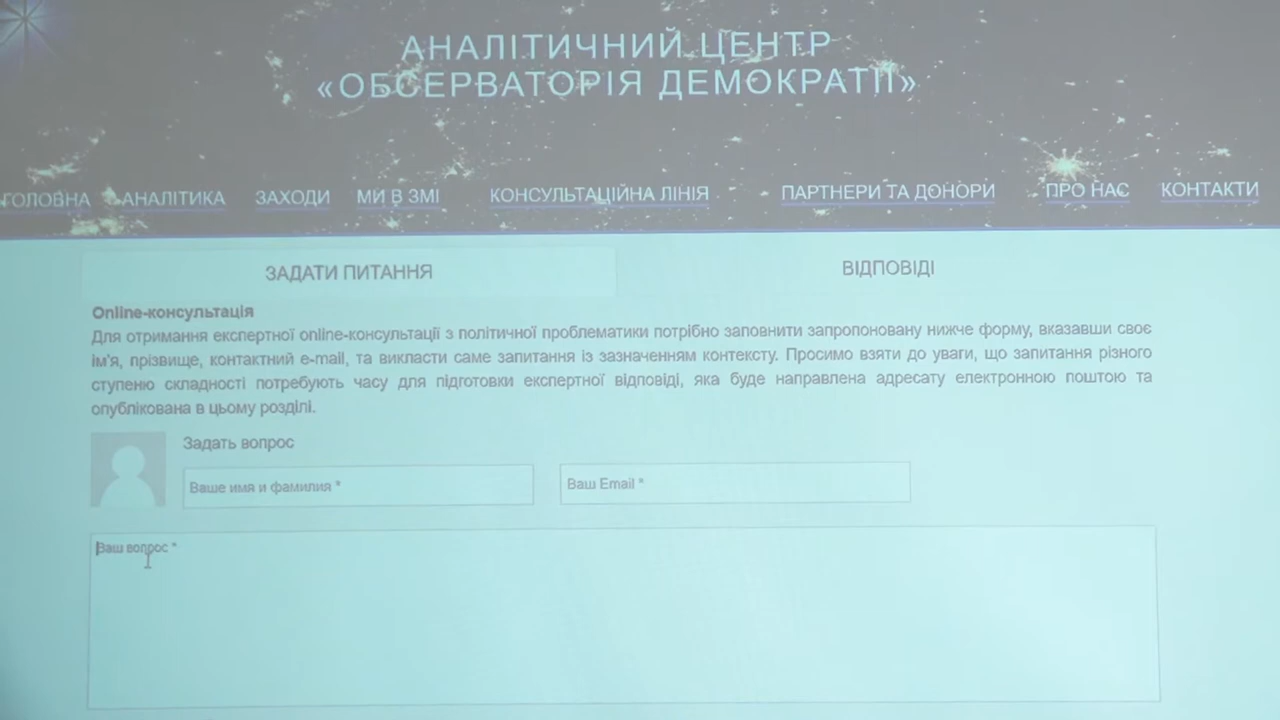 АНАЛІТИЧНИЙ ЦЕНТР
«ОБСЕРВАТОРІЯ ДЕМОКРАТІЇ»
ГОЛОВНА АНАЛІТИКА ЗАХОДИ МИ В ЗМІ КОНСУЛЬТАЦІЙНА ЛІНІЯ ПАРТНЕРИ ТА ДОНОРИ ПРО НАС КОНТАКТИ
ЗАДАТИ ПИТАННЯ ВІДПОВІДІ
Online-консультація
Для отримання експертної online-консультації з політичної проблематики потрібно заповнити запропоновану нижче форму, вказавши своє
ім'я, прізвище, контактний e-mail, та викласти саме запитання із зазначенням контексту. Просимо взяти до уваги, що запитання різного
ступеню складності потребують часу для підготовки експертної відповіді, яка буде направлена адресату електронною поштою та
опублікована в цьому розділі.
Задать вопрос
Ваше имя и фамилия * Ваш Email *
Ваш вопрос *